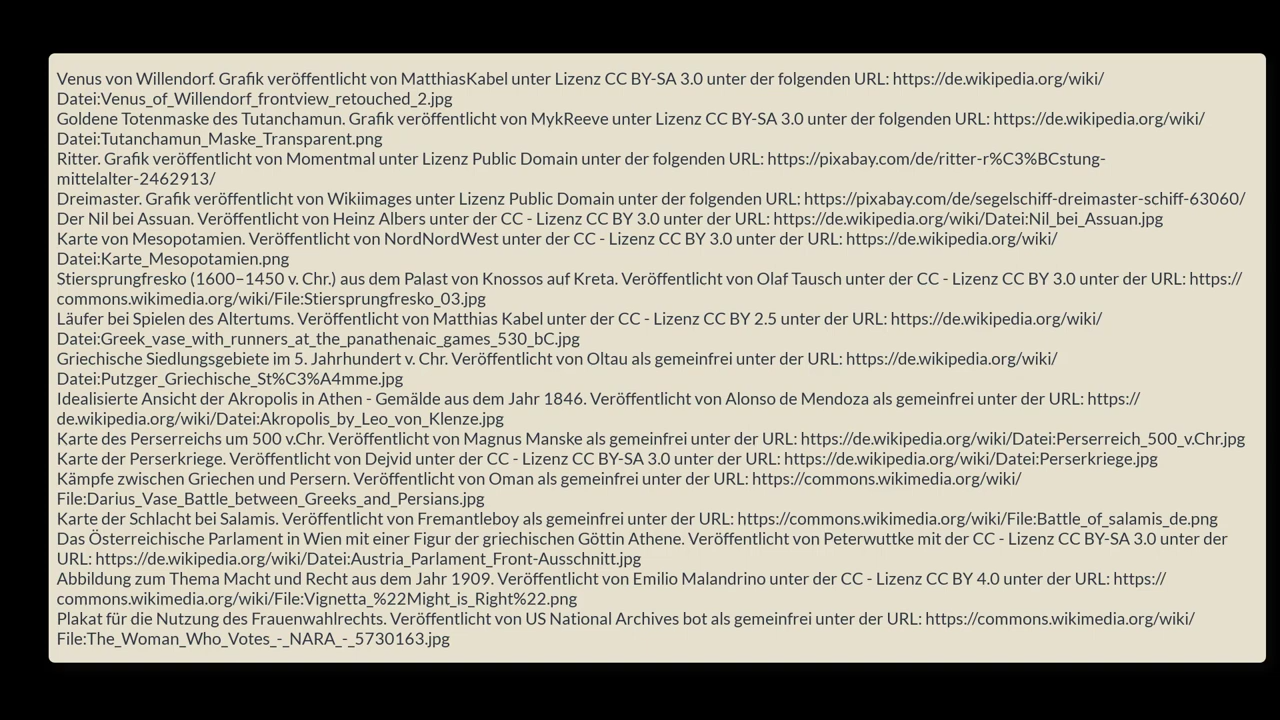 Venus von Willendorf. Grafik veröffentlicht von MatthiasKabel unter Lizenz CC BY-SA 3.0 unter der folgenden URL: https://de.wikipedia.org/wiki/
Datei:Venus_of_Willendorf_frontview_retouched_2.jpg
Goldene Totenmaske des Tutanchamun. Grafik veröffentlicht von MykReeve unter Lizenz CC BY-SA 3.0 unter der folgenden URL: https://de.wikipedia.org/wiki/
Datei:Tutanchamun_Maske_Transparent.png
Ritter. Grafik veröffentlicht von Momentmal unter Lizenz Public Domain unter der folgenden URL: https://pixabay.com/de/ritter-r%C3%BCstung-
mittelalter-2462913/
Dreimaster. Grafik veröffentlicht von Wikiimages unter Lizenz Public Domain unter der folgenden URL: https://pixabay.com/de/segelschiff-dreimaster-schiff-63060/
Der Nil bei Assuan. Veröffentlicht von Heinz Albers unter der CC - Lizenz CC BY 3.0 unter der URL: https://de.wikipedia.org/wiki/Datei:Nil_bei_Assuan.jpg
Karte von Mesopotamien. Veröffentlicht von NordNordWest unter der CC - Lizenz CC BY 3.0 unter der URL: https://de.wikipedia.org/wiki/
Datei:Karte_Mesopotamien.png
Stiersprungfresko (1600–1450 v. Chr.) aus dem Palast von Knossos auf Kreta. Veröffentlicht von Olaf Tausch unter der CC - Lizenz CC BY 3.0 unter der URL: https://
commons.wikimedia.org/wiki/File:Stiersprungfresko_03.jpg
Läufer bei Spielen des Altertums. Veröffentlicht von Matthias Kabel unter der CC - Lizenz CC BY 2.5 unter der URL: https://de.wikipedia.org/wiki/
Datei:Greek_vase_with_runners_at_the_panathenaic_games_530_bC.jpg
Griechische Siedlungsgebiete im 5. Jahrhundert v. Chr. Veröffentlicht von Oltau als gemeinfrei unter der URL: https://de.wikipedia.org/wiki/
Datei:Putzger_Griechische_St%C3%A4mme.jpg
Idealisierte Ansicht der Akropolis in Athen - Gemälde aus dem Jahr 1846. Veröffentlicht von Alonso de Mendoza als gemeinfrei unter der URL: https://
de.wikipedia.org/wiki/Datei:Akropolis_by_Leo_von_Klenze.jpg
Karte des Perserreichs um 500 v.Chr. Veröffentlicht von Magnus Manske als gemeinfrei unter der URL: https://de.wikipedia.org/wiki/Datei:Perserreich_500_v.Chr.jpg
Karte der Perserkriege. Veröffentlicht von Dejvid unter der CC - Lizenz CC BY-SA 3.0 unter der URL: https://de.wikipedia.org/wiki/Datei:Perserkriege.jpg
Kämpfe zwischen Griechen und Persern. Veröffentlicht von Oman als gemeinfrei unter der URL: https://commons.wikimedia.org/wiki/
File:Darius_Vase_Battle_between_Greeks_and_Persians.jpg
Karte der Schlacht bei Salamis. Veröffentlicht von Fremantleboy als gemeinfrei unter der URL: https://commons.wikimedia.org/wiki/File:Battle_of_salamis_de.png
Das Österreichische Parlament in Wien mit einer Figur der griechischen Göttin Athene. Veröffentlicht von Peterwuttke mit der CC - Lizenz CC BY-SA 3.0 unter der
URL: https://de.wikipedia.org/wiki/Datei:Austria_Parlament_Front-Ausschnitt.jpg
Abbildung zum Thema Macht und Recht aus dem Jahr 1909. Veröffentlicht von Emilio Malandrino unter der CC - Lizenz CC BY 4.0 unter der URL: https://
commons.wikimedia.org/wiki/File:Vignetta_%22Might_is_Right%22.png
Plakat für die Nutzung des Frauenwahlrechts. Veröffentlicht von US National Archives bot als gemeinfrei unter der URL: https://commons.wikimedia.org/wiki/
File:The_Woman_Who_Votes_-_NARA_-_5730163.jpg